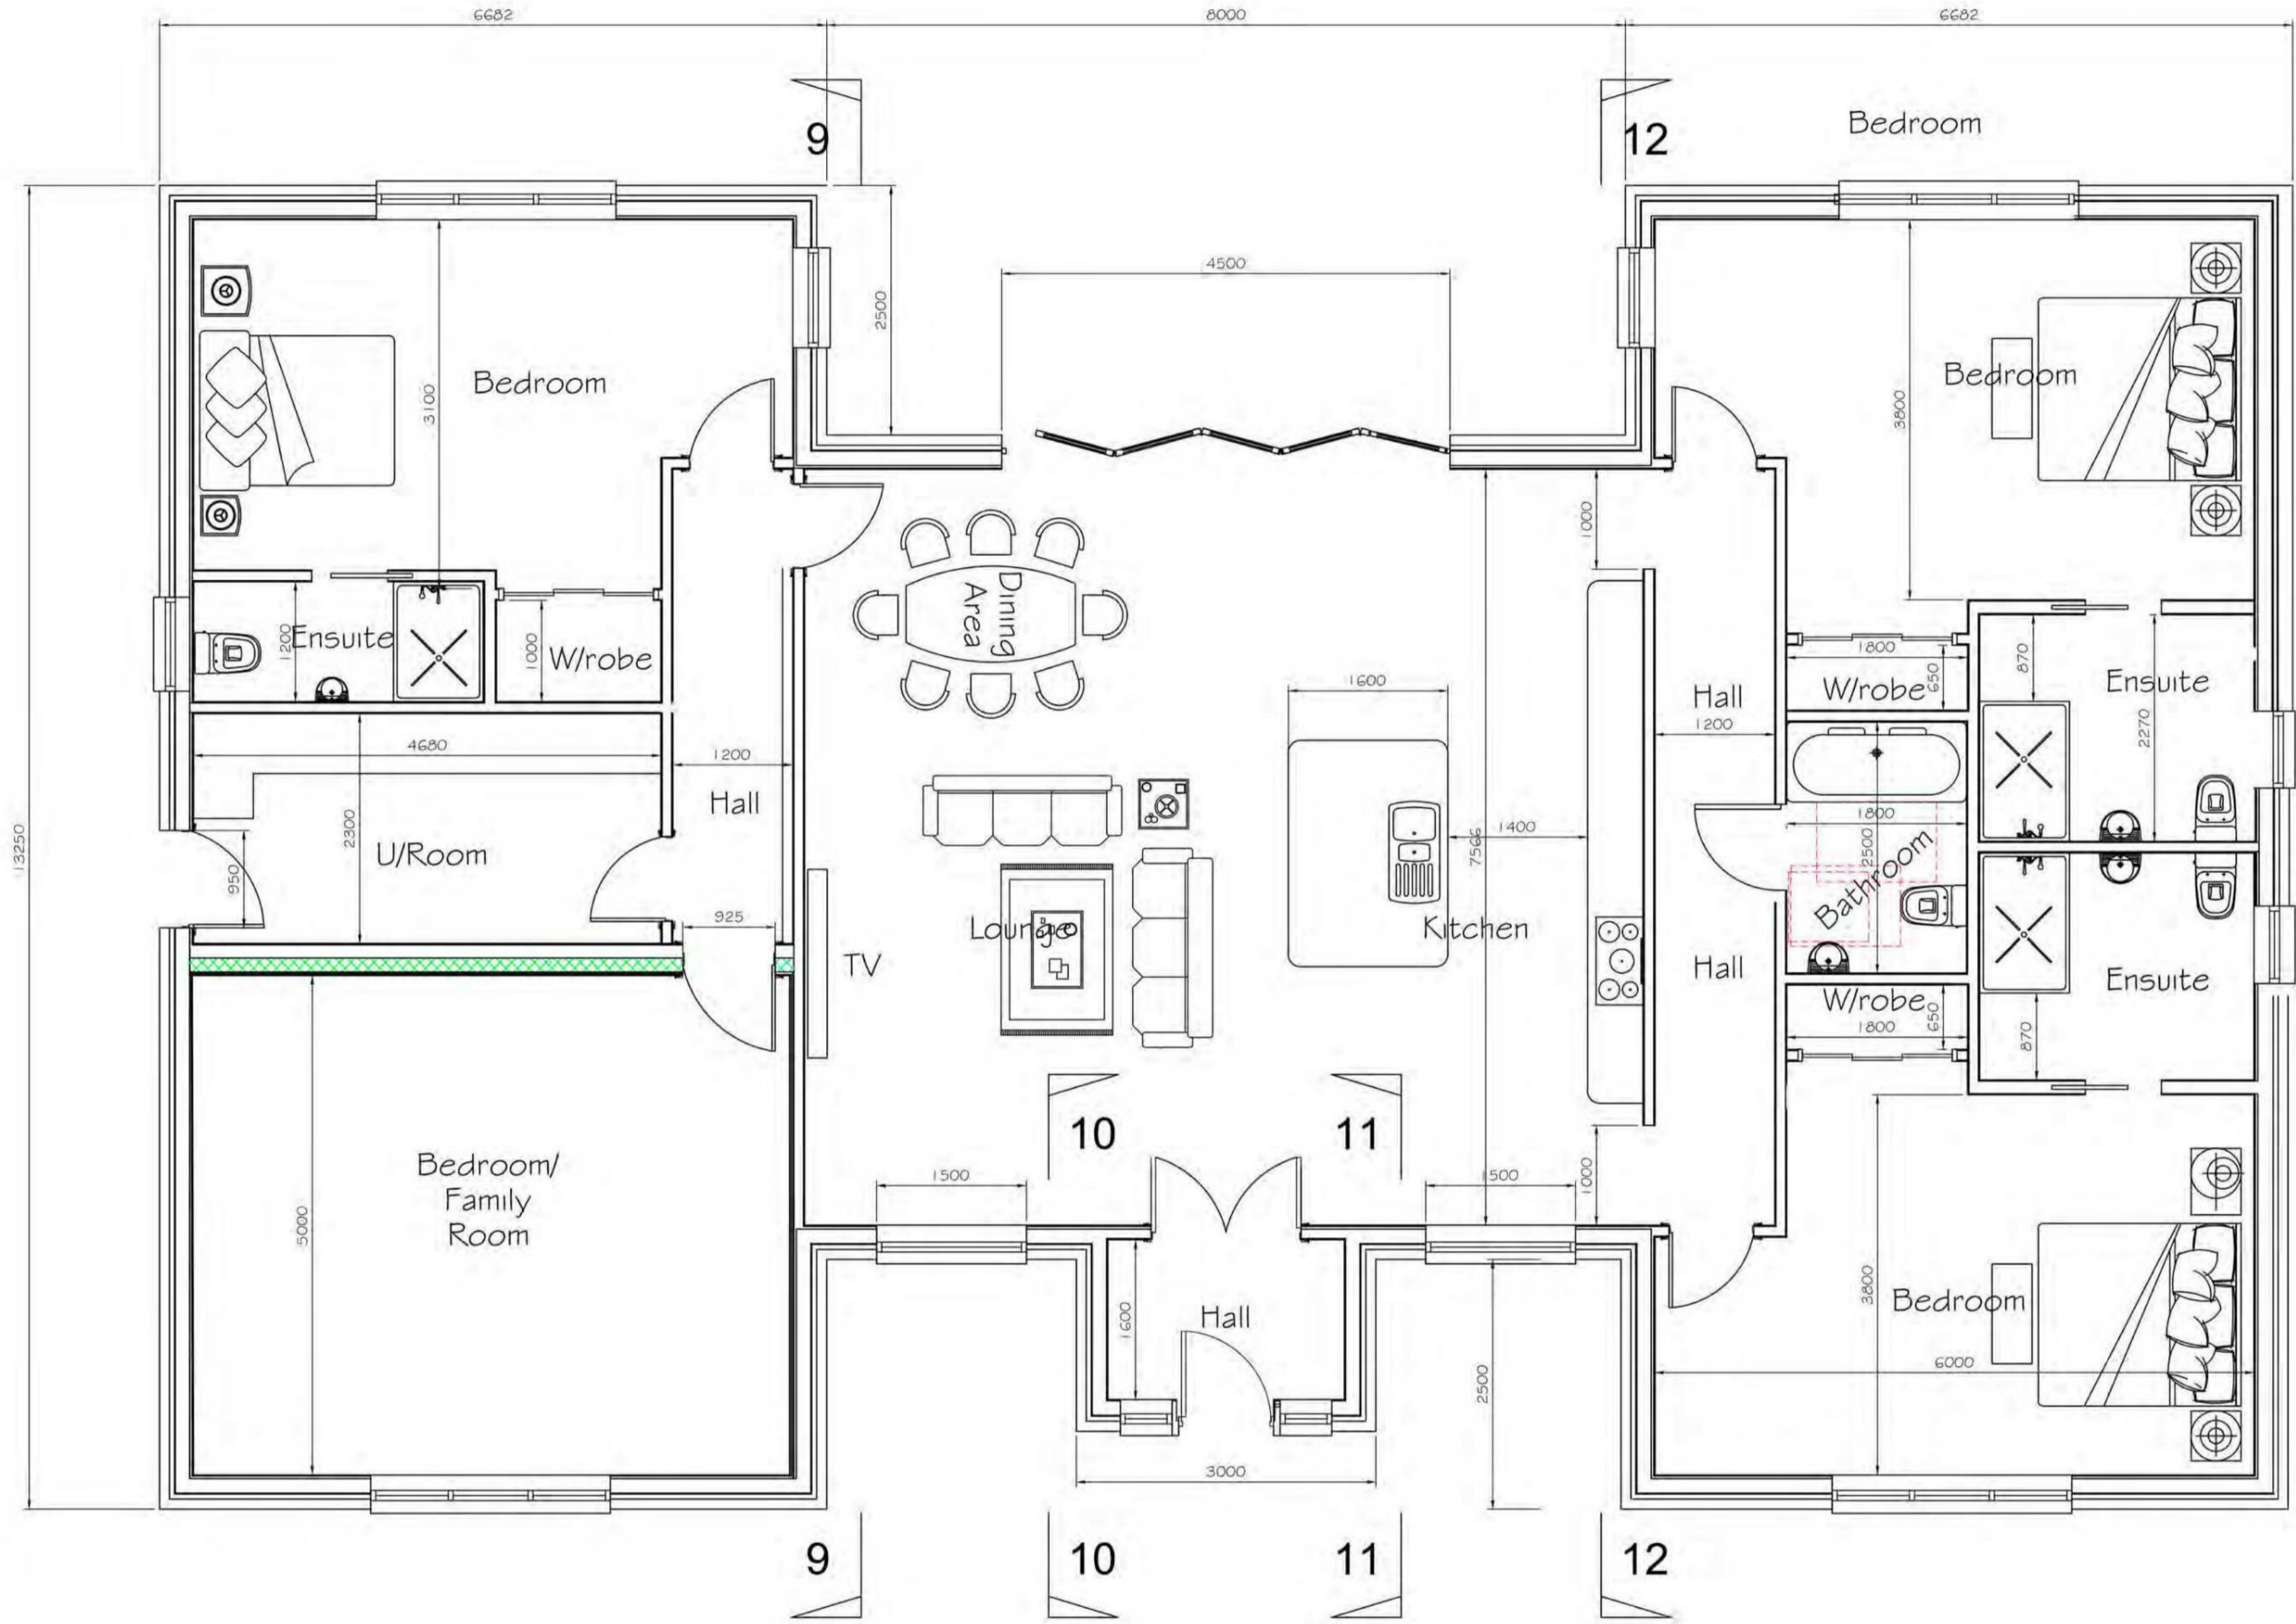 6682
8000
6682
9
12
Bedroom
4500
2500
3100
Bedroom
Bedroom
3800
1000
Dining
Area
1200
Ensuite
1000
W/robe
1600
Hall
1200
1800
W/robe
650
870
Ensuite
2270
4680
1200
Hall
2300
U/Room
950
13250
925
TV
Lounge
7566
1400
Kitchen
1800
2500
Bathroom
Hall
W/robe
1800
650
870
Ensuite
10
11
Bedroom/
Family
Room
5000
1500
1500
1000
1600
Hall
3800
Bedroom
6000
2500
3000
9
10
11
12